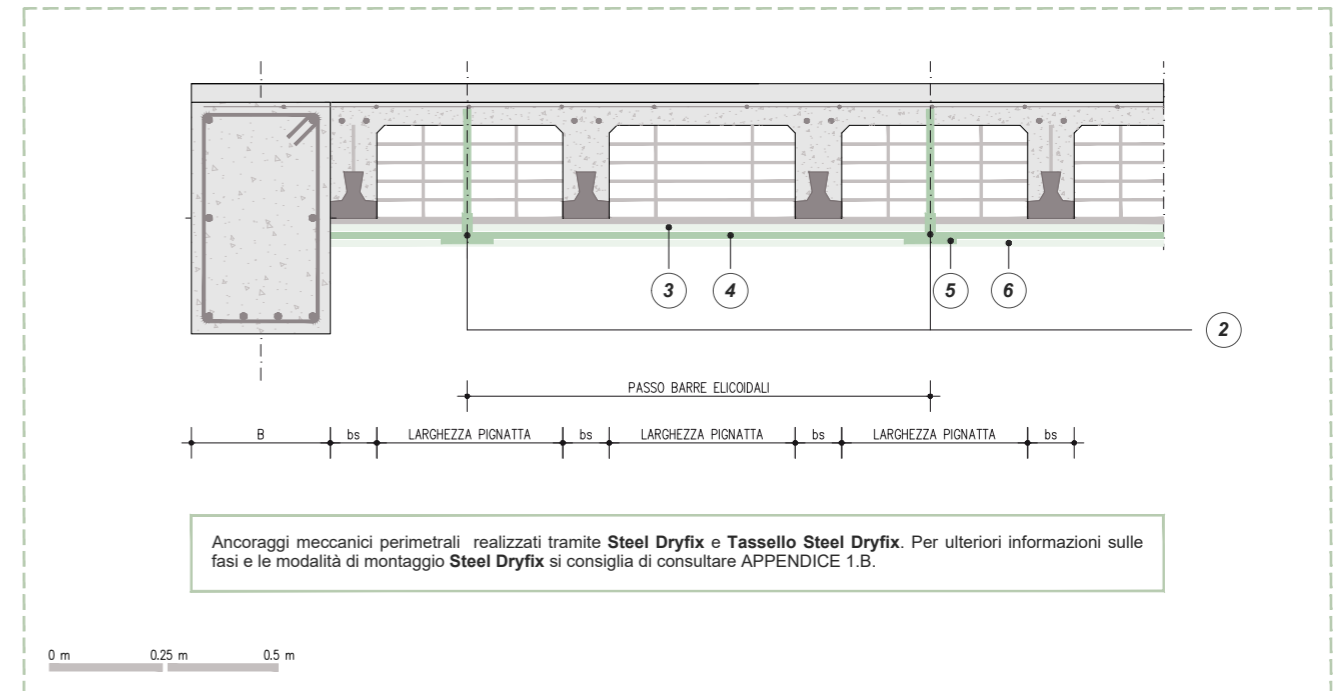 3 4 5 6
2
PASSO BARRE ELICOIDALI
B bs LARGHEZZA PIGNATTA bs LARGHEZZA PIGNATTA bs LARGHEZZA PIGNATTA bs
Ancoraggi meccanici perimetrali realizzati tramite Steel Dryfix e Tassello Steel Dryfix. Per ulteriori informazioni sulle
fasi e le modalità di montaggio Steel Dryfix si consiglia di consultare APPENDICE 1.B.
0 m 0.25 m 0.5 m